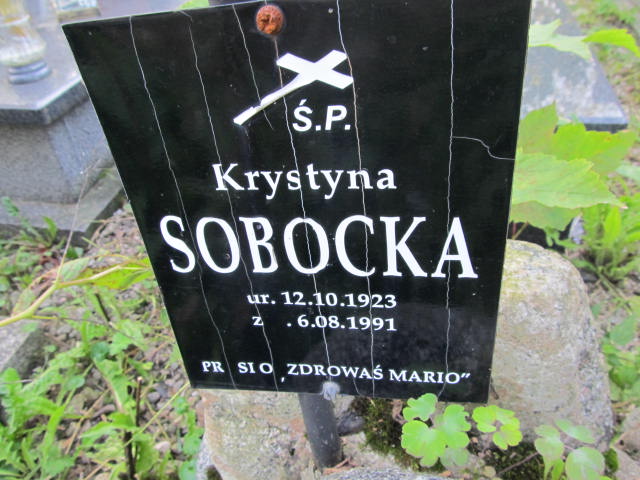 Ś.P.
Krystyna
SOBOCKA
ur. 12.10.1923
z . 6.08.1991
PR SI O „ZDROWAŚ MARIO”